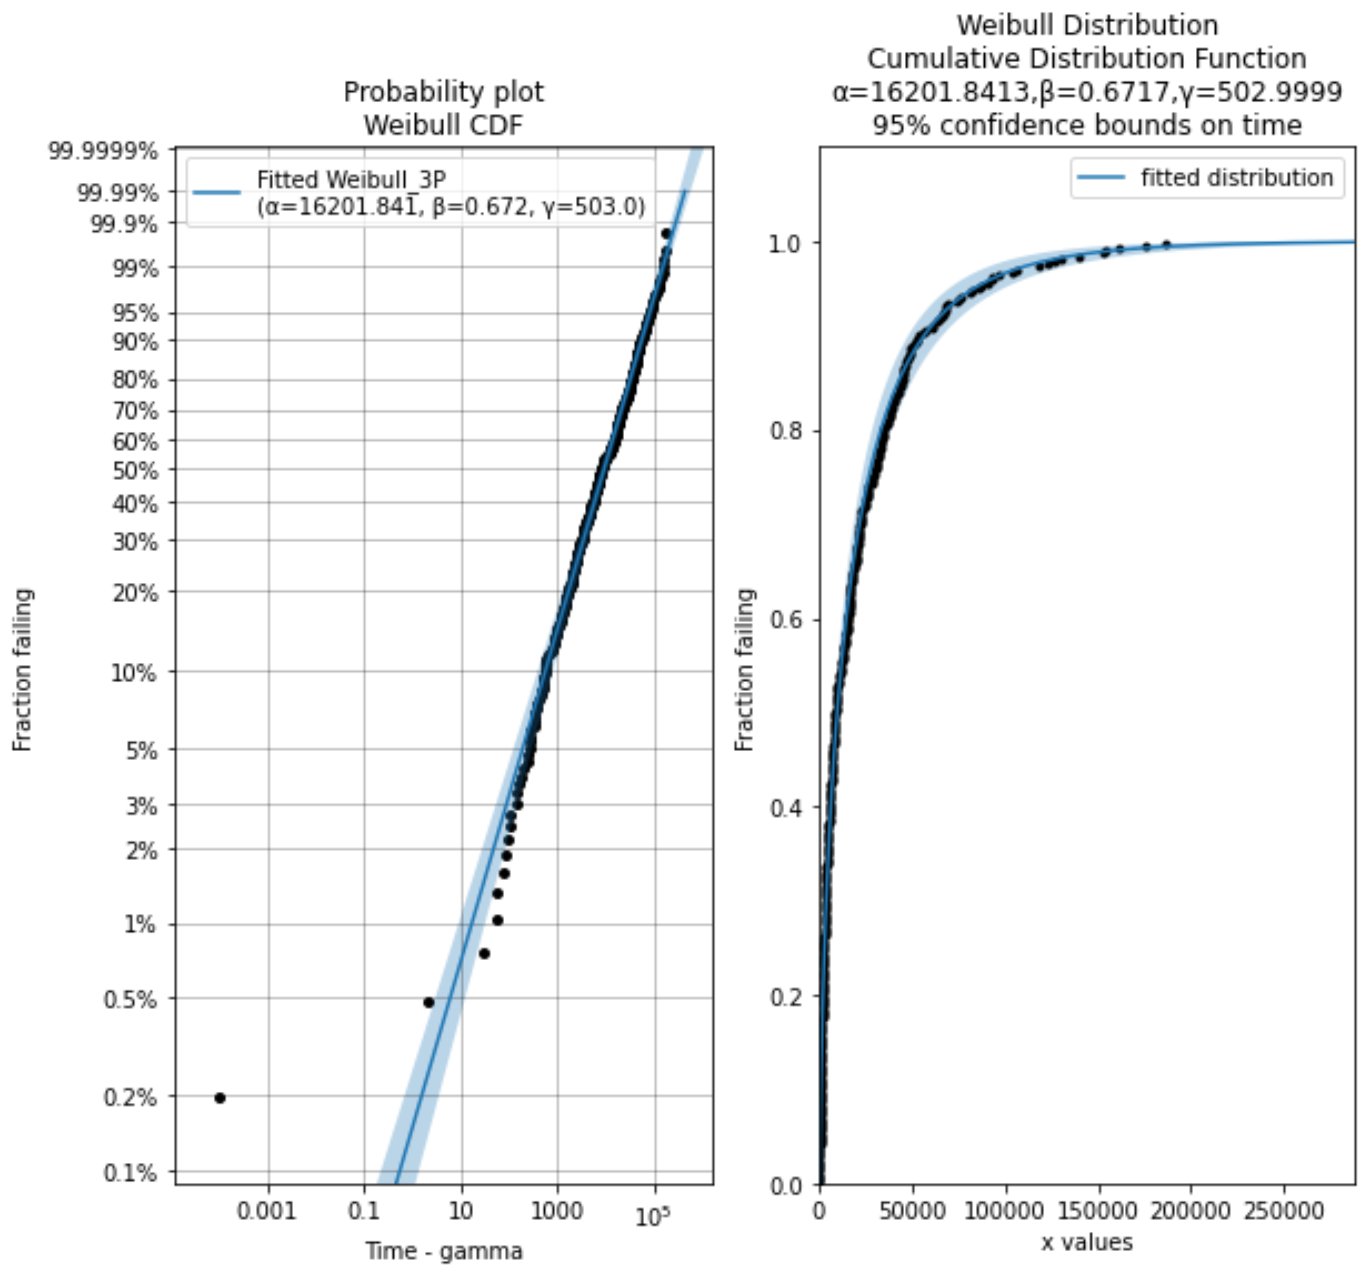 Probability plot
Weibull CDF
Fitted Weibull_3P
(α=16201.841, β=0.672, γ=503.0)
99.9999%
99.99%
99.9%
99%
95%
90%
80%
70%
60%
50%
40%
30%
20%
10%
5%
3%
2%
1%
0.5%
0.2%
0.1%
Fraction failing
0.001 0.1 10 1000 10⁵
Time - gamma
Weibull Distribution
Cumulative Distribution Function
α=16201.8413,β=0.6717,γ=502.9999
95% confidence bounds on time
fitted distribution
1.0
0.8
0.6
0.4
0.2
0.0
Fraction failing
0 50000 100000 150000 200000 250000
x values